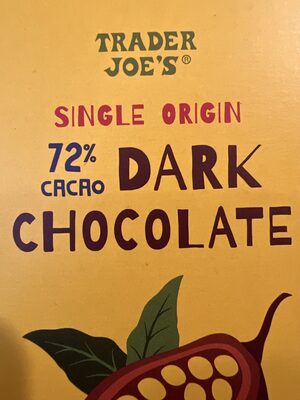 TRADER
JOE'S®
SINGLE ORIGIN
72%
CACAO
DARK
CHOCOLATE